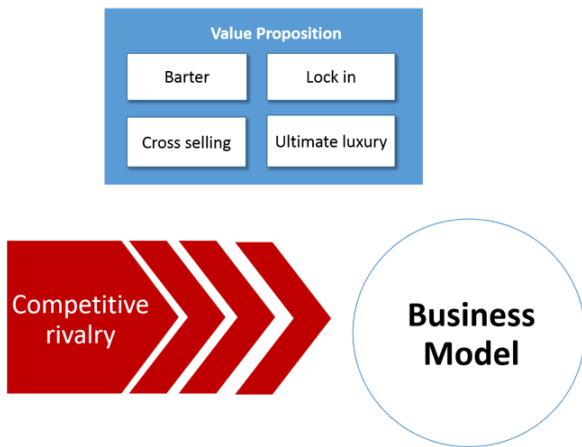 Value Proposition
Barter
Lock in
Cross selling
Ultimate luxury
Competitive
rivalry
Business
Model